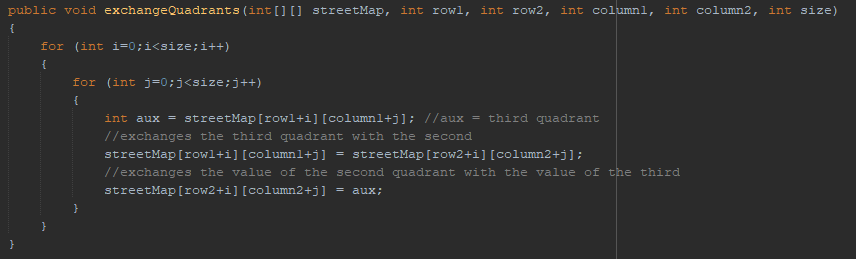 public void exchangeQuadrants(int[][] streetMap, int row1, int row2, int column1, int column2, int size)
{
for (int i=0;i<size;i++)
{
for (int j=0;j<size;j++)
{
int aux = streetMap[row1+i][column1+j]; //aux = third quadrant
//exchanges the third quadrant with the second
streetMap[row1+i][column1+j] = streetMap[row2+i][column2+j];
//exchanges the value of the second quadrant with the value of the third
streetMap[row2+i][column2+j] = aux;
}
}
}